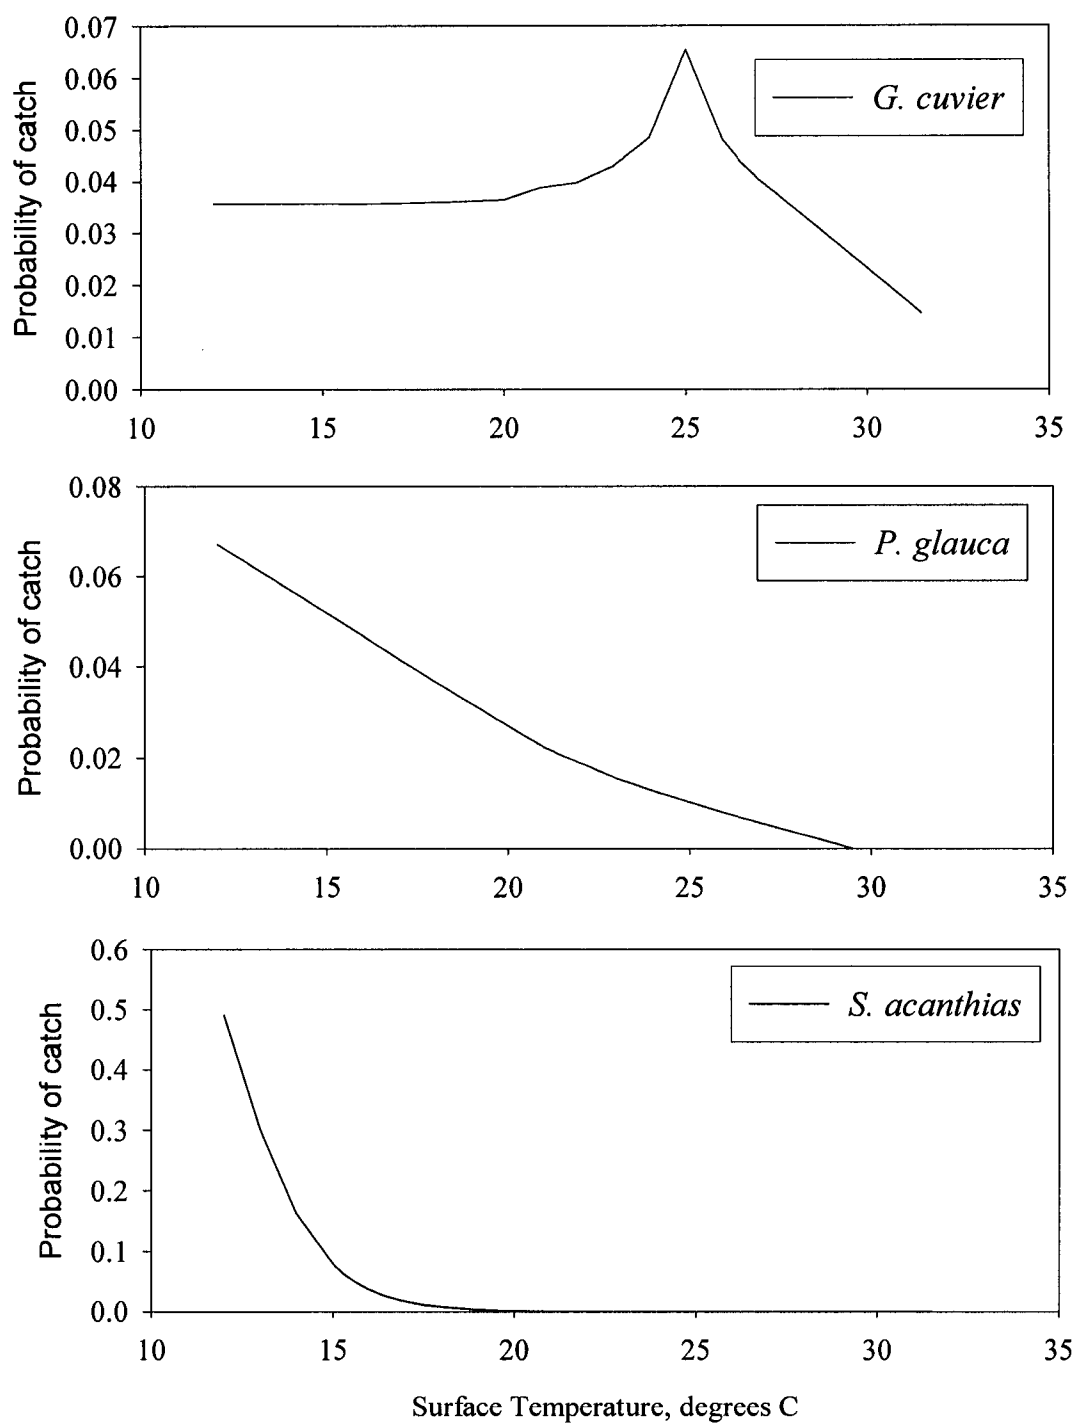 0.07
0.06
0.05
0.04
0.03
0.02
0.01
0.00
Probability of catch
G. cuvier
10 15 20 25 30 35
0.08
0.06
0.04
0.02
0.00
Probability of catch
P. glauca
10 15 20 25 30 35
0.6
0.5
0.4
0.3
0.2
0.1
0.0
Probability of catch
S. acanthias
10 15 20 25 30 35
Surface Temperature, degrees C